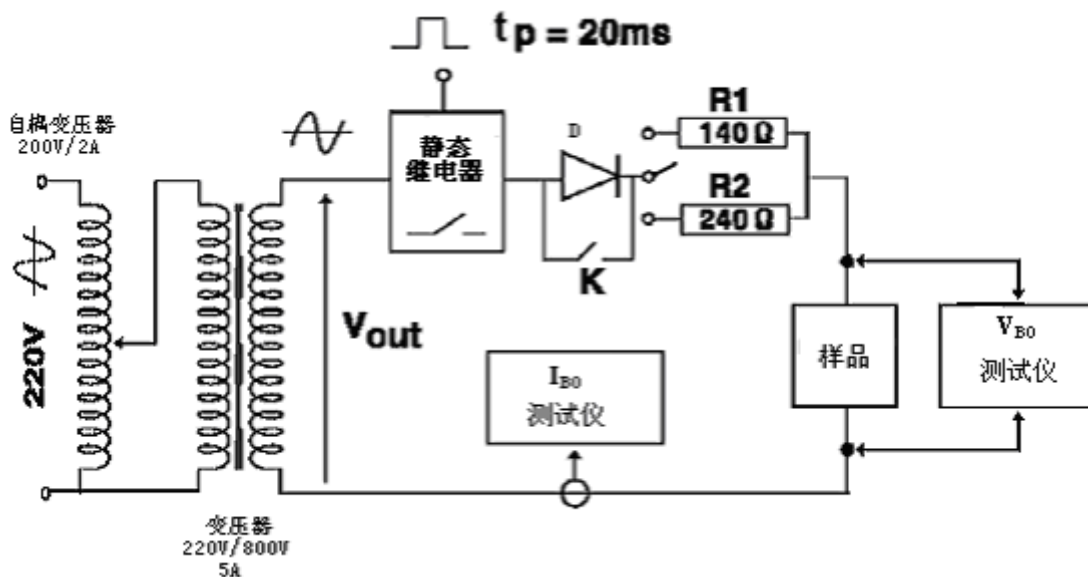 tp = 20ms
自耦变压器
200V/2A
220V
静态
继电器
D
K
R1
140Ω
R2
240Ω
Vout
IBO
测试仪
样品
VBO
测试仪
变压器
220V/800V
5A